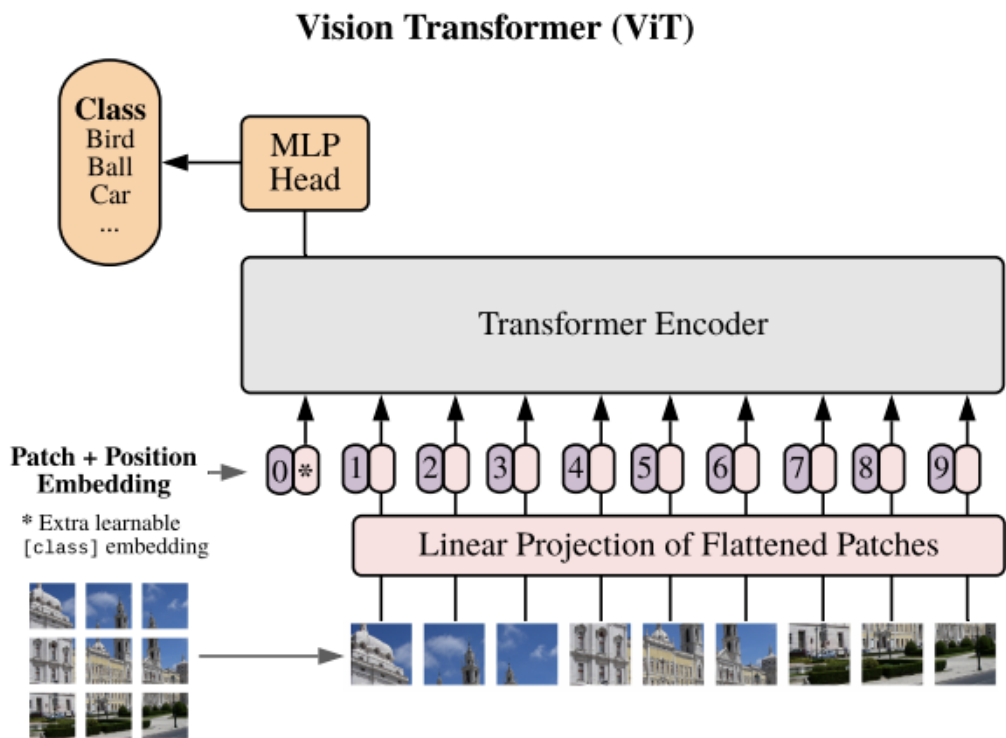 Vision Transformer (ViT)
Class
Bird
Ball
Car
...
MLP
Head
Transformer Encoder
Patch + Position
Embedding
0 * 1 2 3 4 5 6 7 8 9
* Extra learnable
[class] embedding
Linear Projection of Flattened Patches